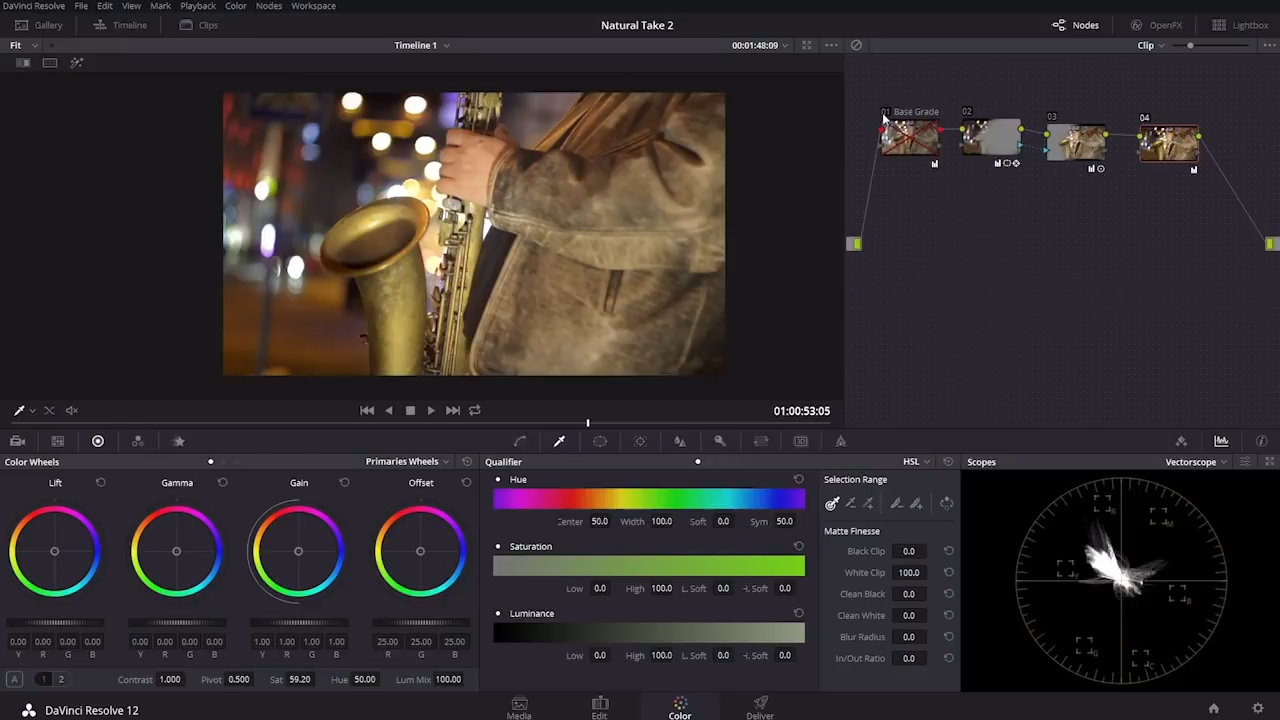 DaVinci Resolve File Edit View Mark Playback Color Nodes Workspace
Gallery Timeline Clips Natural Take 2 Nodes OpenFX Lightbox
Fit Timeline 1 00:01:48:09 Clip
01 Base Grade 02 03 04
01:00:53:05
Color Wheels Primaries Wheels Qualifier HSL Scopes Vectorscope
Lift Gamma Gain Offset Hue Selection Range
Center 50.0 Width 100.0 Soft 0.0 Sym 50.0
Matte Finesse
Saturation Black Clip 0.0
White Clip 100.0
Low 0.0 High 100.0 L. Soft 0.0 H. Soft 0.0 Clean Black 0.0
Luminance Clean White 0.0
Blur Radius 0.0
0.00 0.00 0.00 0.00 0.00 0.00 0.00 0.00 1.00 1.00 1.00 1.00 25.00 25.00 25.00
Y R G B Y R G B Y R G B R G B
Low 0.0 High 100.0 L. Soft 0.0 H. Soft 0.0 In/Out Ratio 0.0
A 1 2 Contrast 1.000 Pivot 0.500 Sat 59.20 Hue 50.00 Lum Mix 100.00
DaVinci Resolve 12 Media Edit Color Deliver